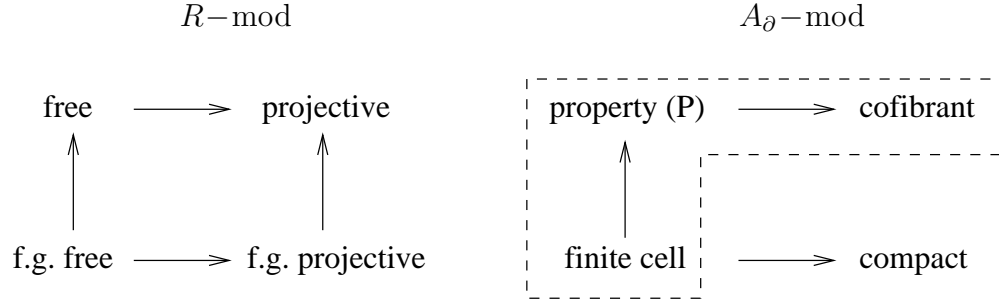 R−mod
A∂−mod
free
projective
property (P)
cofibrant
f.g. free
f.g. projective
finite cell
compact